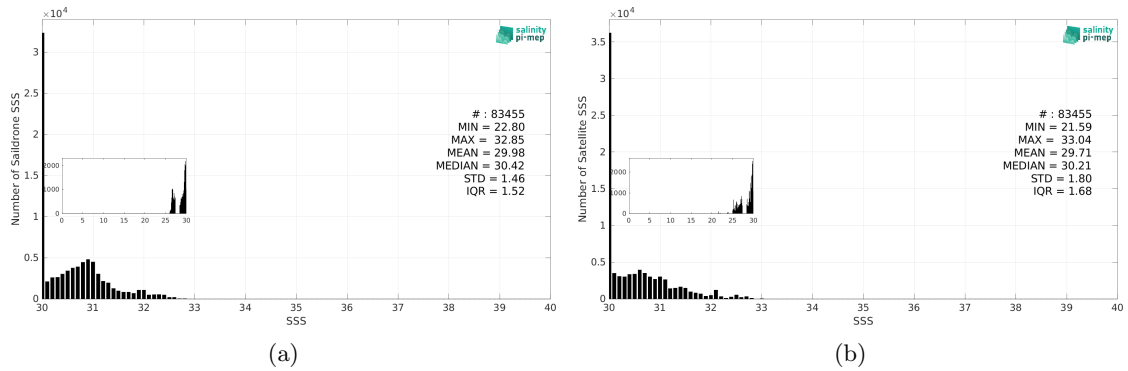 ×10⁴
salinity
pi-mep
3
2.5
2
1.5
1
0.5
0
Number of Saildrone SSS
# : 83455
MIN = 22.80
MAX = 32.85
MEAN = 29.98
MEDIAN = 30.42
STD = 1.46
IQR = 1.52
2000
1000
0
0 5 10 15 20 25 30
30 31 32 33 34 35 36 37 38 39 40
SSS
(a)
×10⁴
salinity
pi-mep
3.5
3
2.5
2
1.5
1
0.5
0
Number of Satellite SSS
# : 83455
MIN = 21.59
MAX = 33.04
MEAN = 29.71
MEDIAN = 30.21
STD = 1.80
IQR = 1.68
2000
1000
0
0 5 10 15 20 25 30
30 31 32 33 34 35 36 37 38 39 40
SSS
(b)